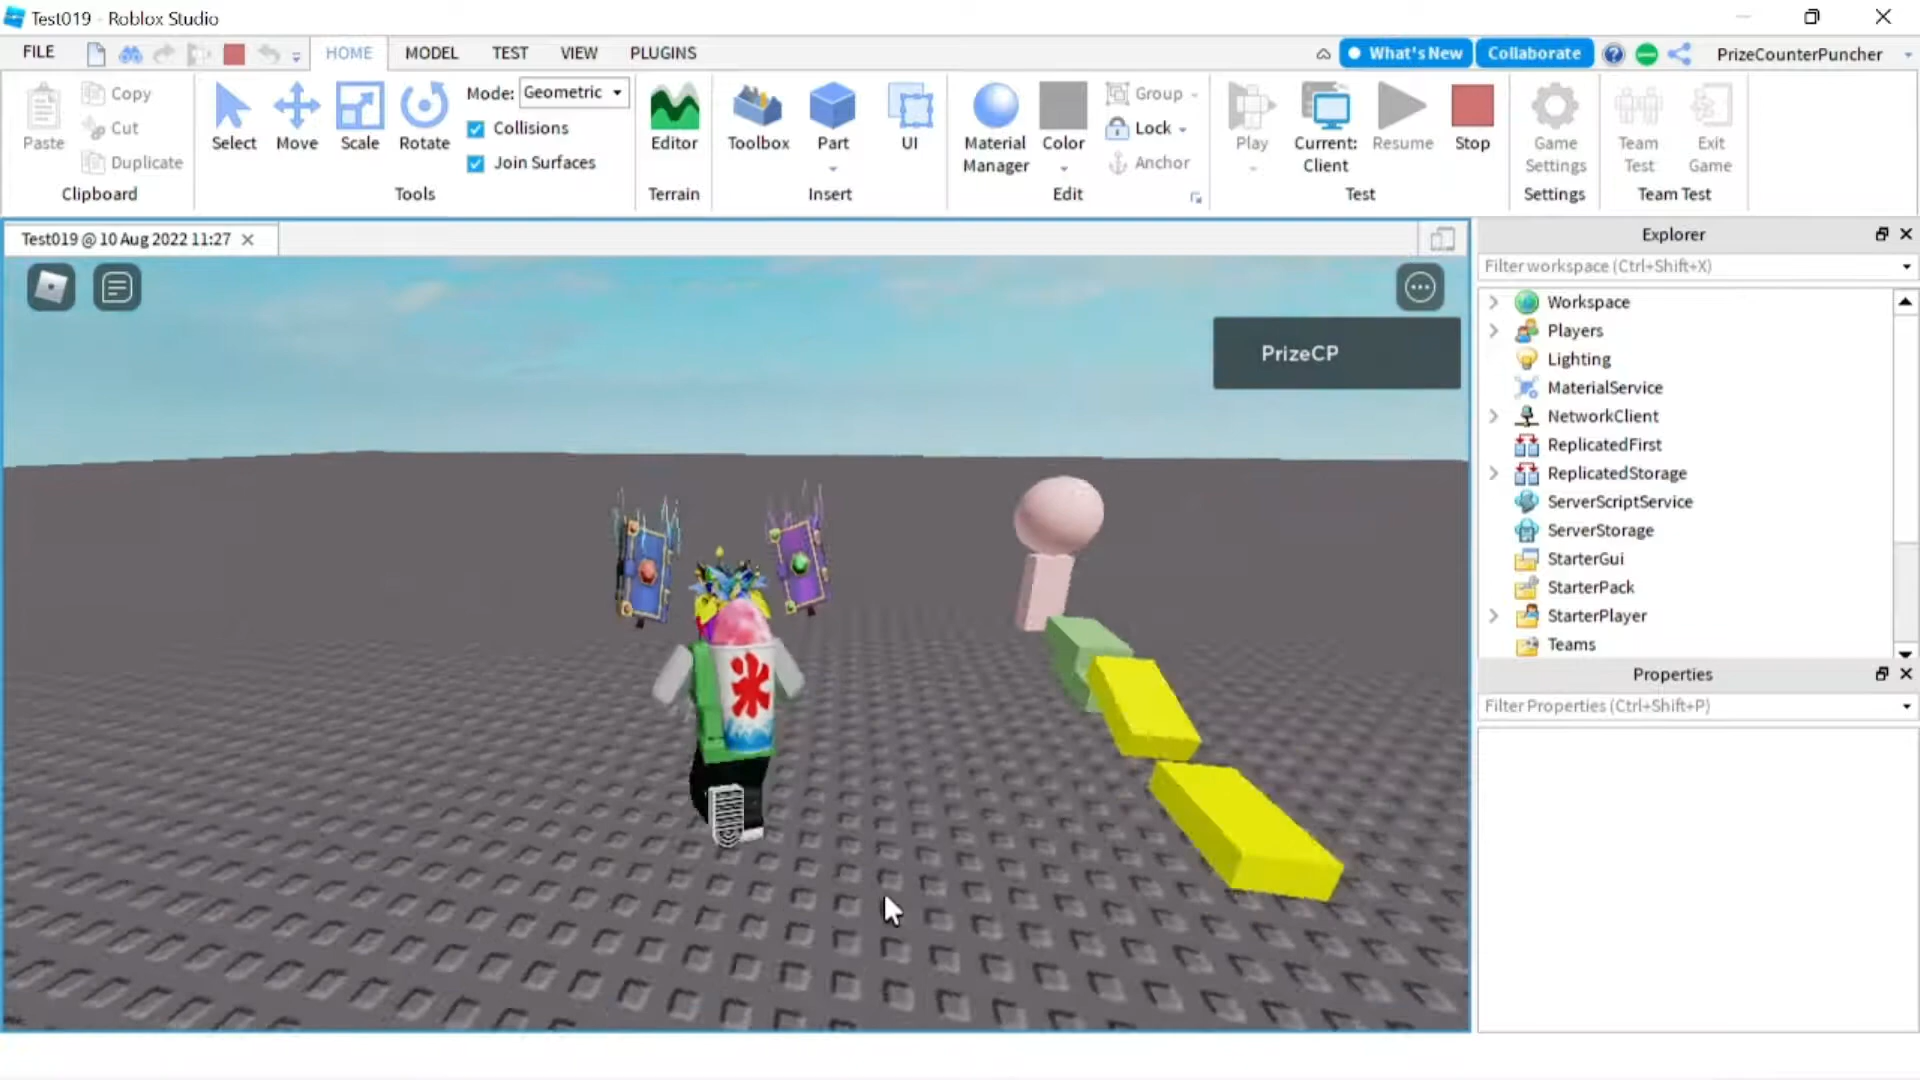 Test019 - Roblox Studio
FILE HOME MODEL TEST VIEW PLUGINS What's New Collaborate ? PrizeCounterPuncher
Paste
Copy
Cut
Duplicate
Clipboard
Select Move Scale Rotate
Mode: Geometric
Collisions
Join Surfaces
Tools
Editor
Terrain
Toolbox Part UI
Insert
Material Manager
Color
Group
Lock
Anchor
Edit
Play
Current: Client
Resume Stop
Test
Game Settings
Settings
Team Test
Exit Game
Team Test
Test019 @ 10 Aug 2022 11:27
PrizeCP
氷
Explorer
Filter workspace (Ctrl+Shift+X)
Workspace
Players
Lighting
MaterialService
NetworkClient
ReplicatedFirst
ReplicatedStorage
ServerScriptService
ServerStorage
StarterGui
StarterPack
StarterPlayer
Teams
Properties
Filter Properties (Ctrl+Shift+P)